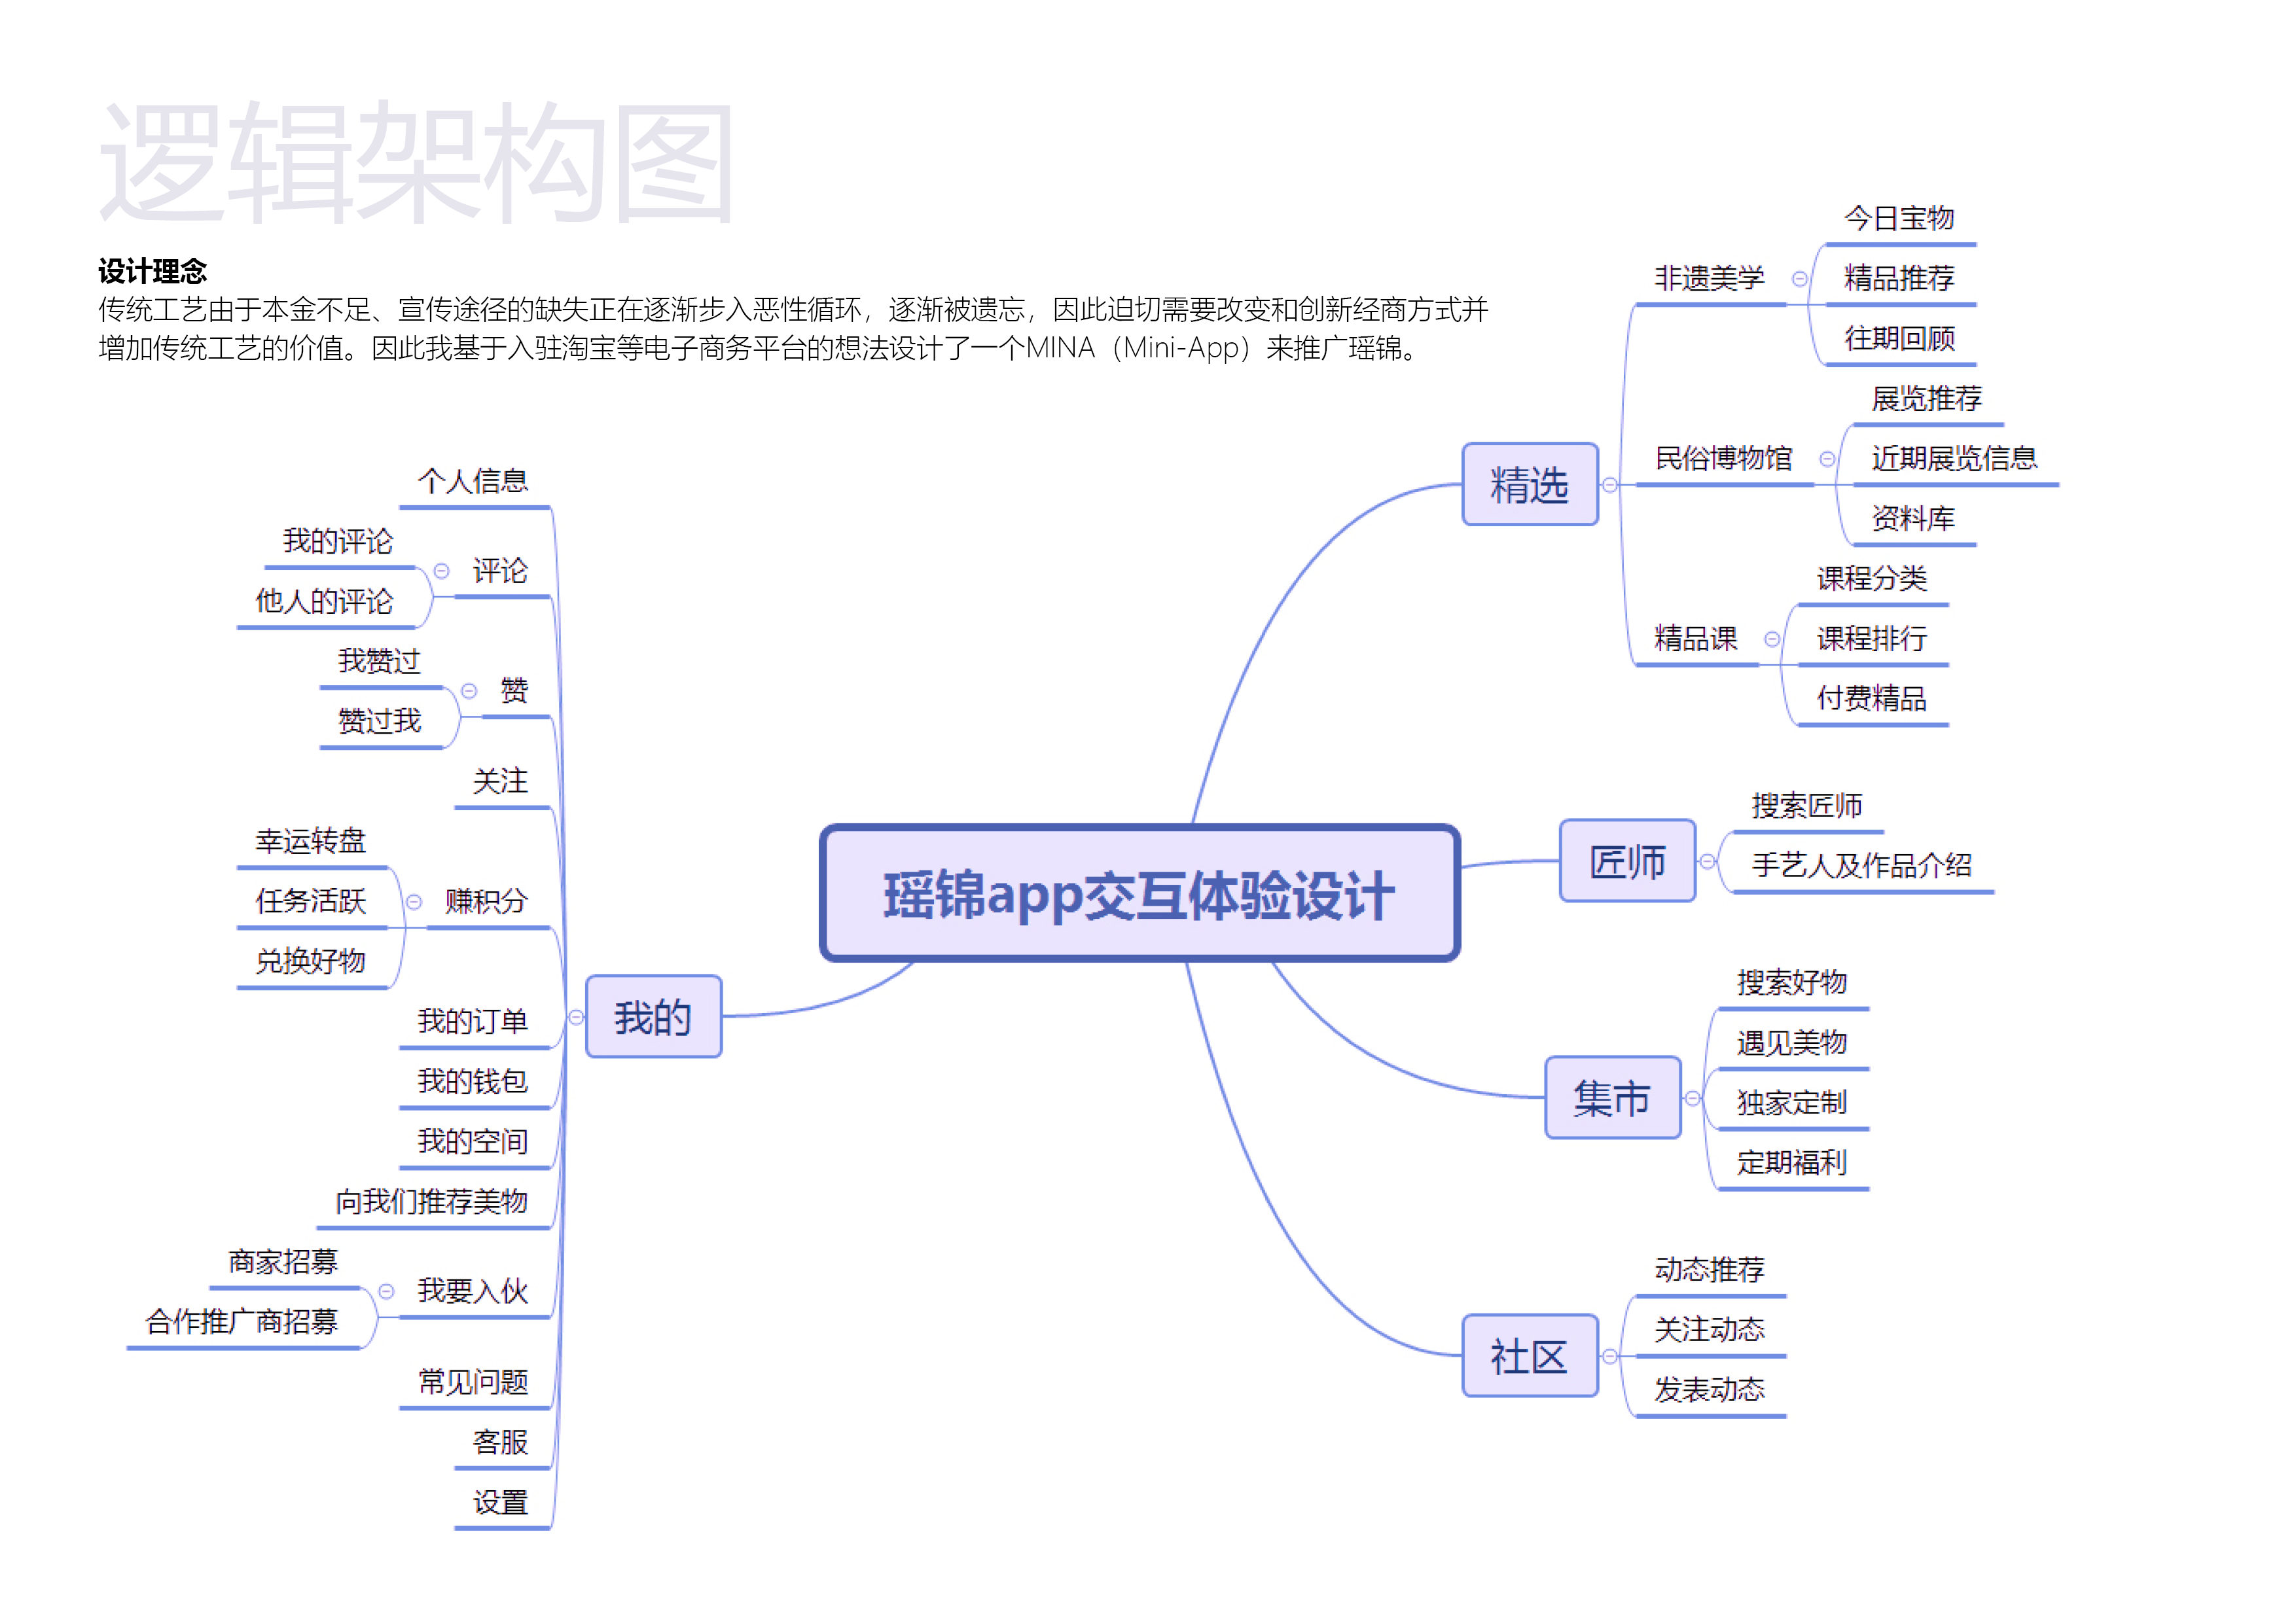 逻辑架构图
设计理念
传统工艺由于本金不足、宣传途径的缺失正在逐渐步入恶性循环，逐渐被遗忘，因此迫切需要改变和创新经商方式并
增加传统工艺的价值。因此我基于入驻淘宝等电子商务平台的想法设计了一个MINA（Mini-App）来推广瑶锦。
瑶锦app交互体验设计
精选
非遗美学
今日宝物
精品推荐
往期回顾
民俗博物馆
展览推荐
近期展览信息
资料库
精品课
课程分类
课程排行
付费精品
匠师
搜索匠师
手艺人及作品介绍
集市
搜索好物
遇见美物
独家定制
定期福利
社区
动态推荐
关注动态
发表动态
我的
个人信息
评论
我的评论
他人的评论
赞
我赞过
赞过我
关注
赚积分
幸运转盘
任务活跃
兑换好物
我的订单
我的钱包
我的空间
向我们推荐美物
我要入伙
商家招募
合作推广商招募
常见问题
客服
设置